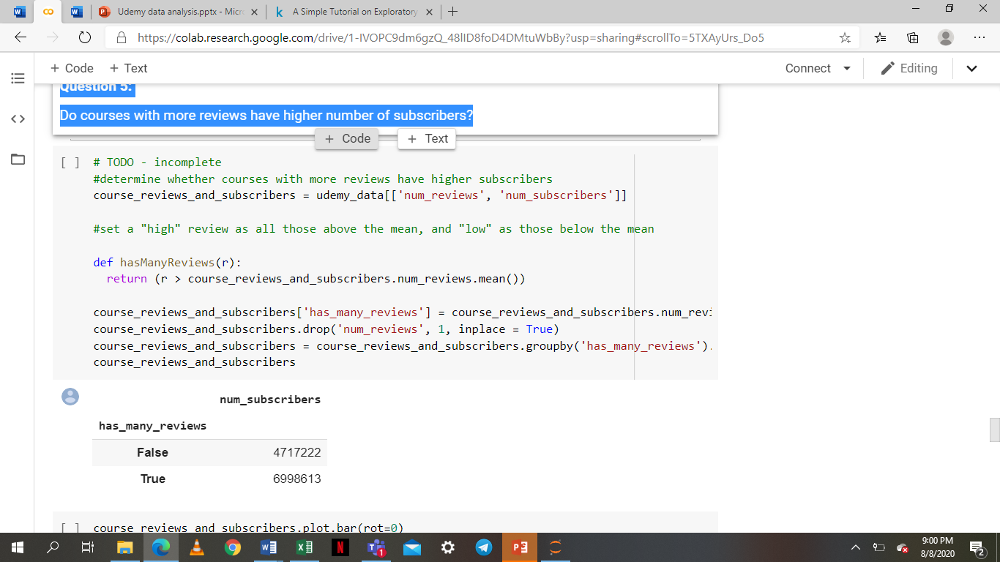 Udemy data analysis.pptx - Micr
A Simple Tutorial on Exploratory
https://colab.research.google.com/drive/1-IVOPC9dm6gzQ_48lID8foD4DMtuWbBy?usp=sharing#scrollTo=5TXAyUrs_Do5
+ Code + Text
Connect
Editing
Question 5:
Do courses with more reviews have higher number of subscribers?
+ Code
+ Text
[ ]
# TODO - incomplete
#determine whether courses with more reviews have higher subscribers
course_reviews_and_subscribers = udemy_data[['num_reviews', 'num_subscribers']]
#set a "high" review as all those above the mean, and "low" as those below the mean
def hasManyReviews(r):
return (r > course_reviews_and_subscribers.num_reviews.mean())
course_reviews_and_subscribers['has_many_reviews'] = course_reviews_and_subscribers.num_revi
course_reviews_and_subscribers.drop('num_reviews', 1, inplace = True)
course_reviews_and_subscribers = course_reviews_and_subscribers.groupby('has_many_reviews').
course_reviews_and_subscribers
num_subscribers
has_many_reviews
False 4717222
True 6998613
[ ] course_reviews_and_subscribers.plot.bar(rot=0)
9:00 PM
8/8/2020